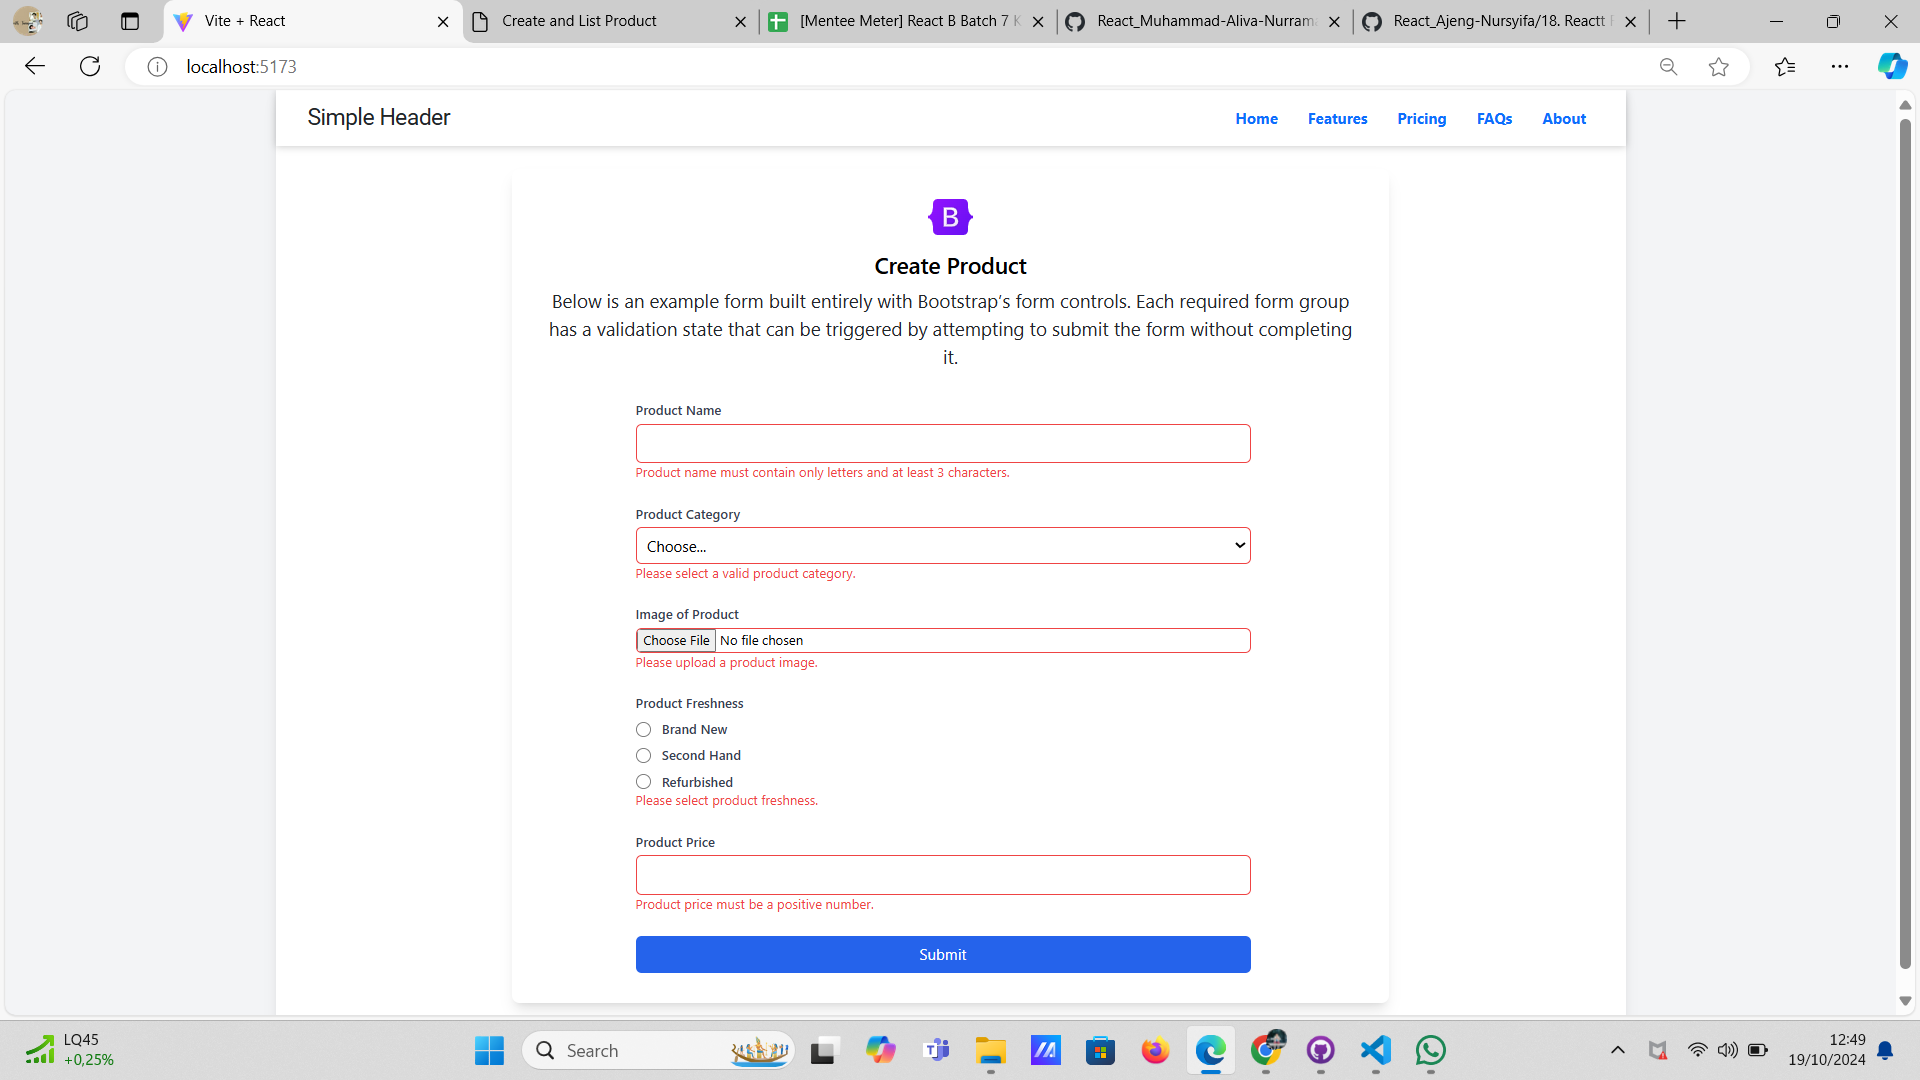 Vite + React
Create and List Product
[Mentee Meter] React B Batch 7 K
React_Muhammad-Aliva-Nurrama
React_Ajeng-Nursyifa/18. Reactt F
localhost:5173
Simple Header
Home Features Pricing FAQs About
B
Create Product
Below is an example form built entirely with Bootstrap’s form controls. Each required form group
has a validation state that can be triggered by attempting to submit the form without completing
it.
Product Name
Product name must contain only letters and at least 3 characters.
Product Category
Choose...
Please select a valid product category.
Image of Product
Choose File No file chosen
Please upload a product image.
Product Freshness
Brand New
Second Hand
Refurbished
Please select product freshness.
Product Price
Product price must be a positive number.
Submit
LQ45
+0,25%
Search
12:49
19/10/2024